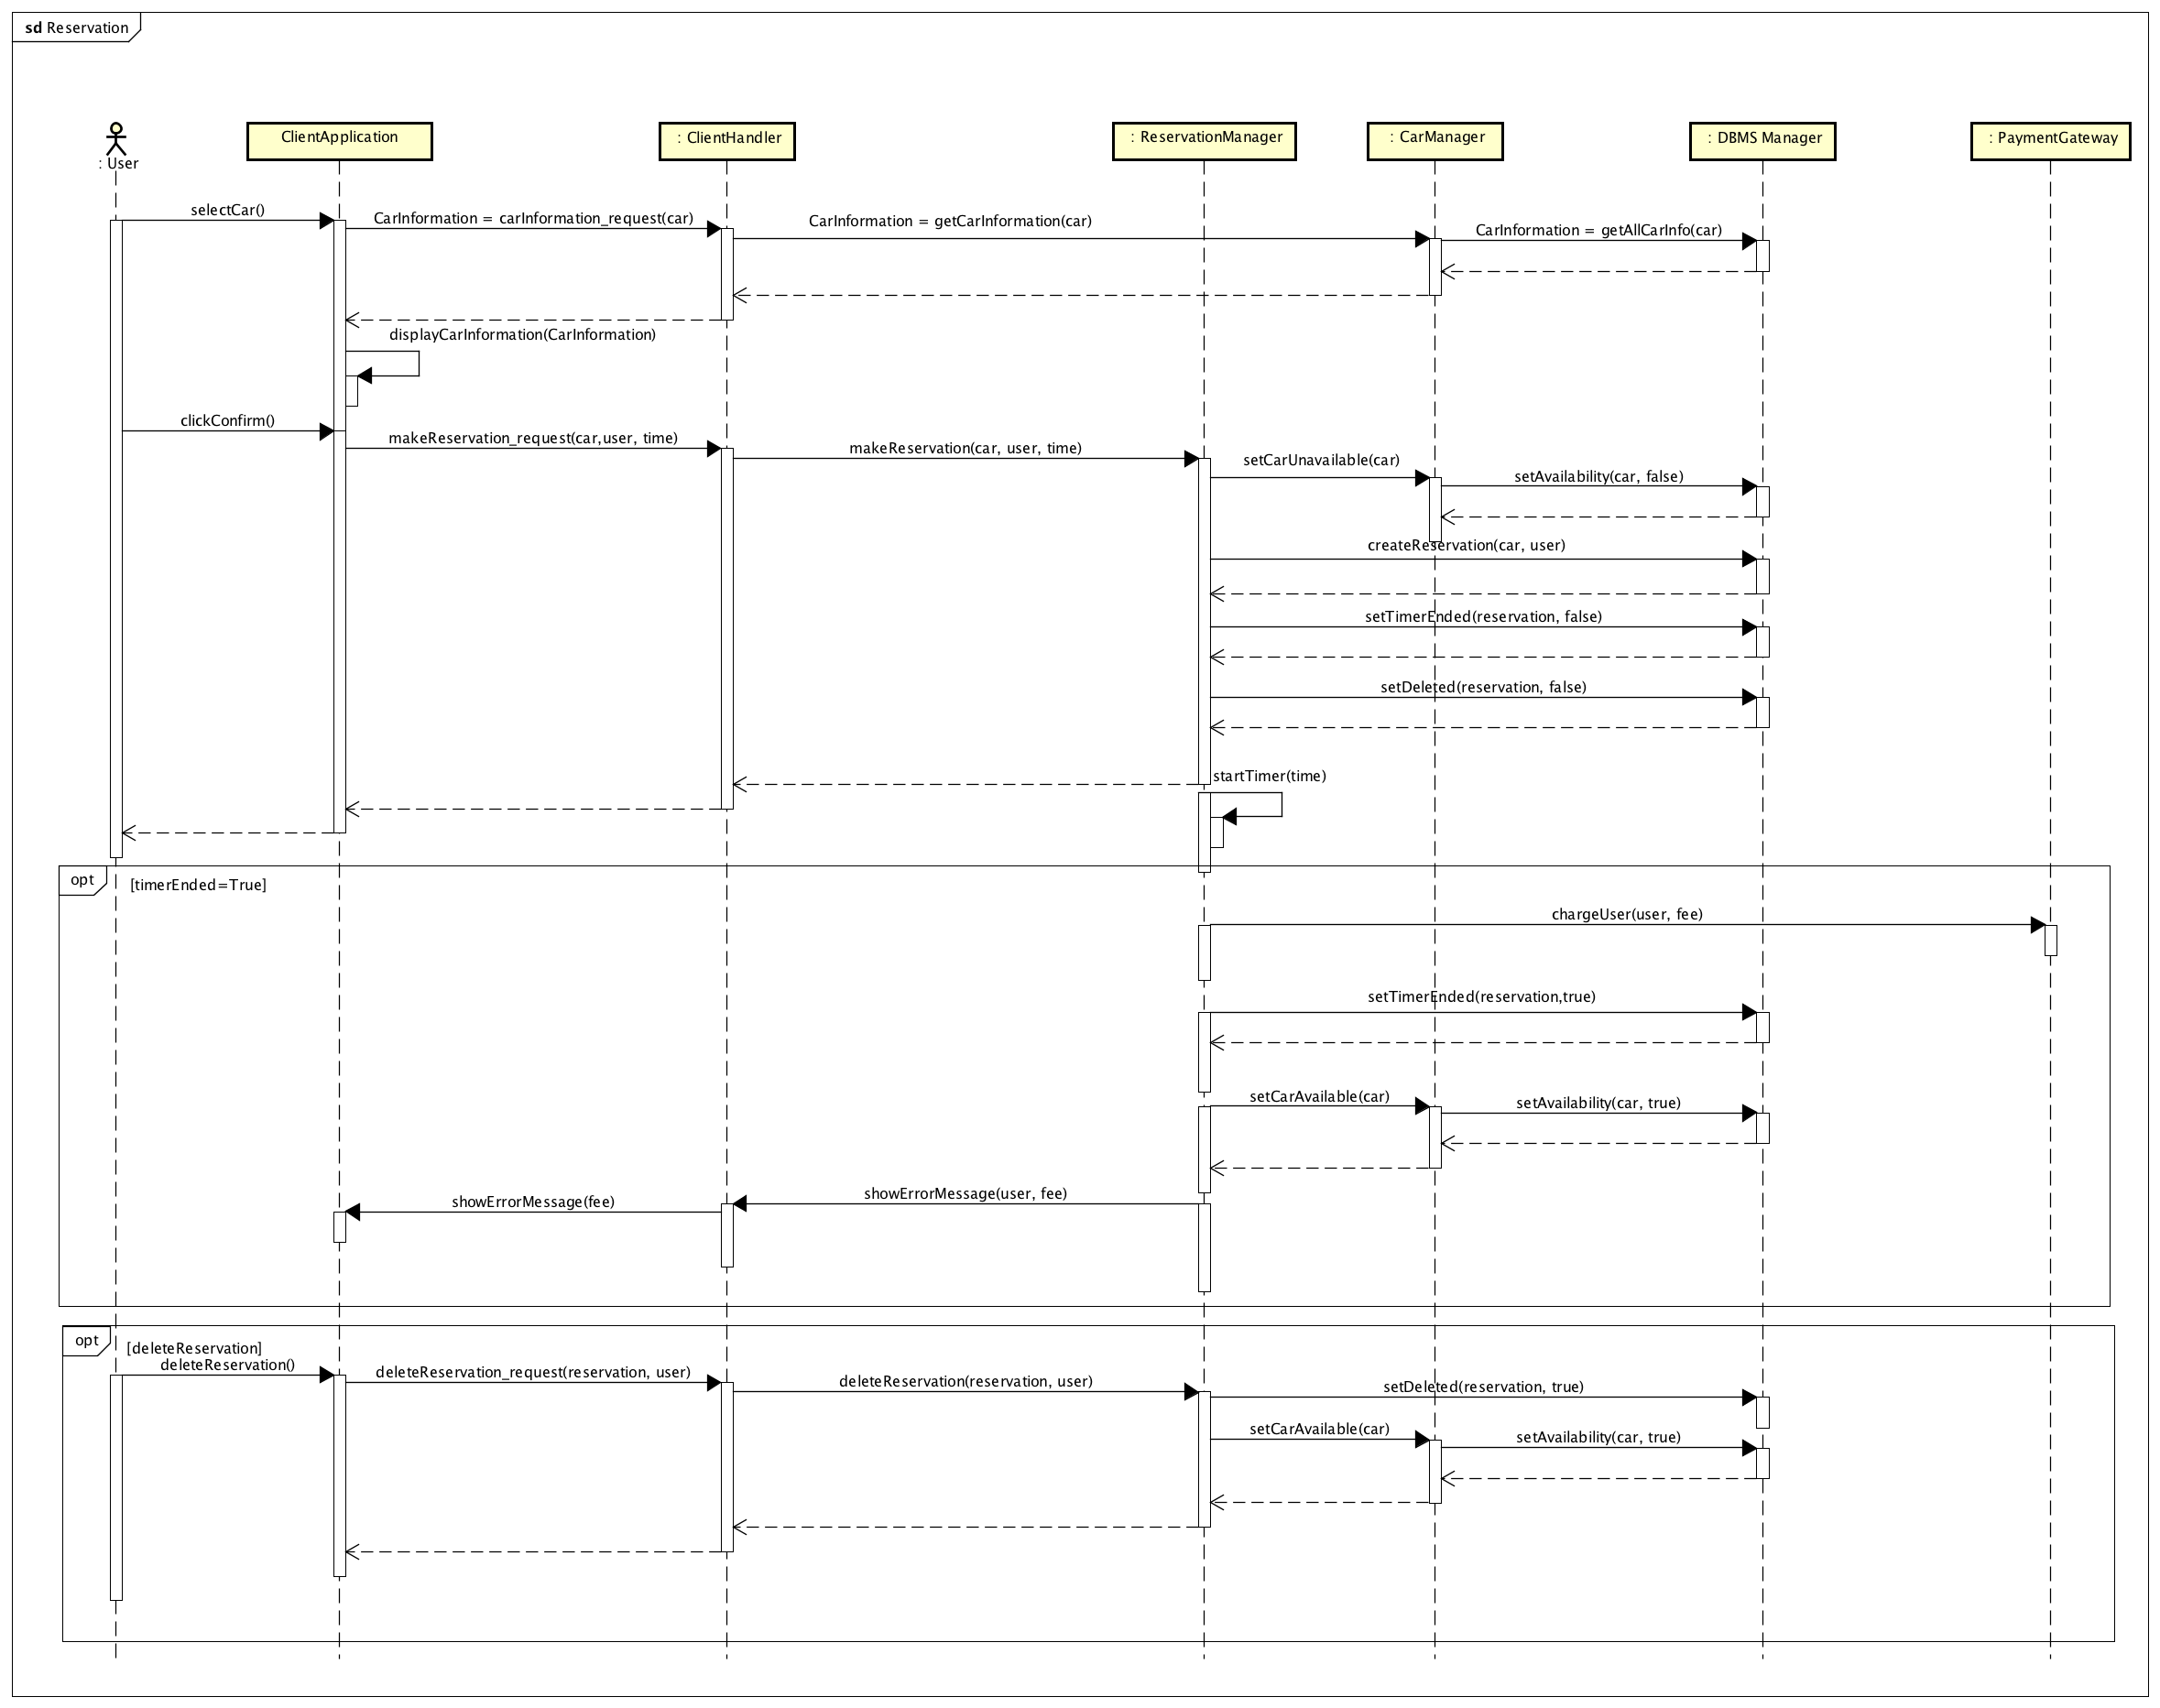 sd Reservation
: User
ClientApplication
: ClientHandler
: ReservationManager
: CarManager
: DBMS Manager
: PaymentGateway
selectCar()
CarInformation = carInformation_request(car)
CarInformation = getCarInformation(car)
CarInformation = getAllCarInfo(car)
displayCarInformation(CarInformation)
clickConfirm()
makeReservation_request(car,user, time)
makeReservation(car, user, time)
setCarUnavailable(car)
setAvailability(car, false)
createReservation(car, user)
setTimerEnded(reservation, false)
setDeleted(reservation, false)
startTimer(time)
opt
[timerEnded=True]
chargeUser(user, fee)
setTimerEnded(reservation,true)
setCarAvailable(car)
setAvailability(car, true)
showErrorMessage(user, fee)
showErrorMessage(fee)
opt
[deleteReservation]
deleteReservation()
deleteReservation_request(reservation, user)
deleteReservation(reservation, user)
setDeleted(reservation, true)
setCarAvailable(car)
setAvailability(car, true)